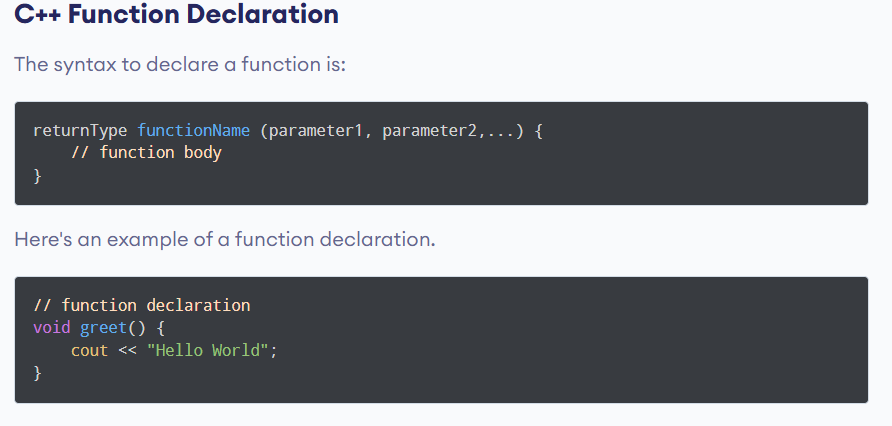 C++ Function Declaration
The syntax to declare a function is:
returnType functionName (parameter1, parameter2,...) {
    // function body
}
Here's an example of a function declaration.
// function declaration
void greet() {
    cout << "Hello World";
}